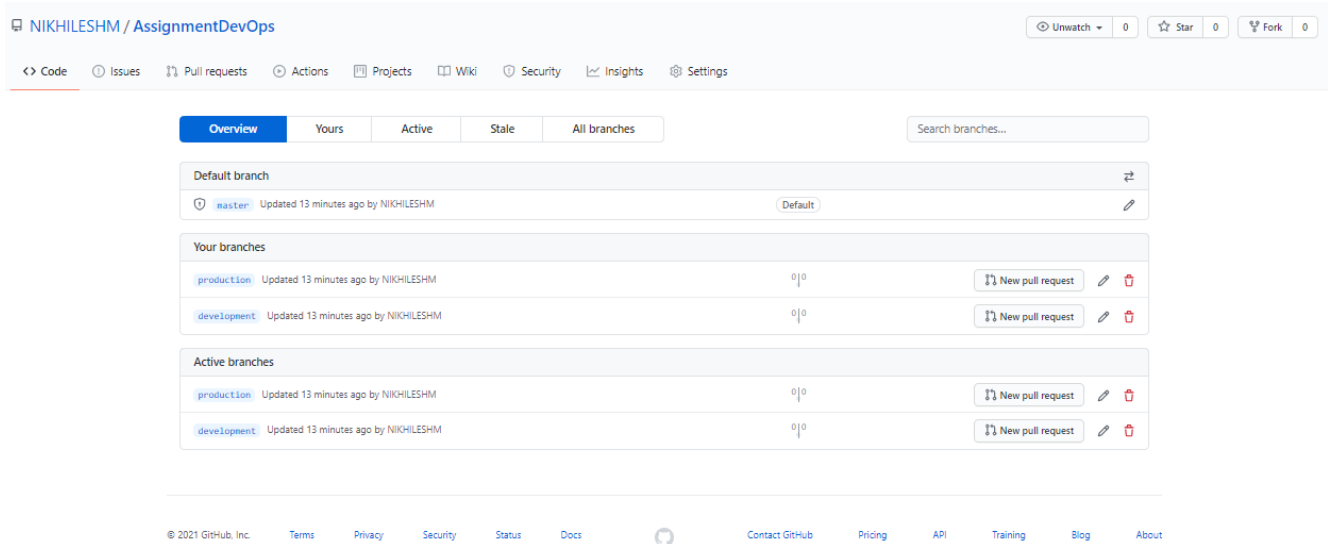 NIKHILESHM / AssignmentDevOps Unwatch 0 Star 0 Fork 0
<> Code Issues Pull requests Actions Projects Wiki Security Insights Settings
Overview Yours Active Stale All branches Search branches...
Default branch
master Updated 13 minutes ago by NIKHILESHM Default
Your branches
production Updated 13 minutes ago by NIKHILESHM 0|0 New pull request
development Updated 13 minutes ago by NIKHILESHM 0|0 New pull request
Active branches
production Updated 13 minutes ago by NIKHILESHM 0|0 New pull request
development Updated 13 minutes ago by NIKHILESHM 0|0 New pull request
© 2021 GitHub, Inc. Terms Privacy Security Status Docs Contact GitHub Pricing API Training Blog About